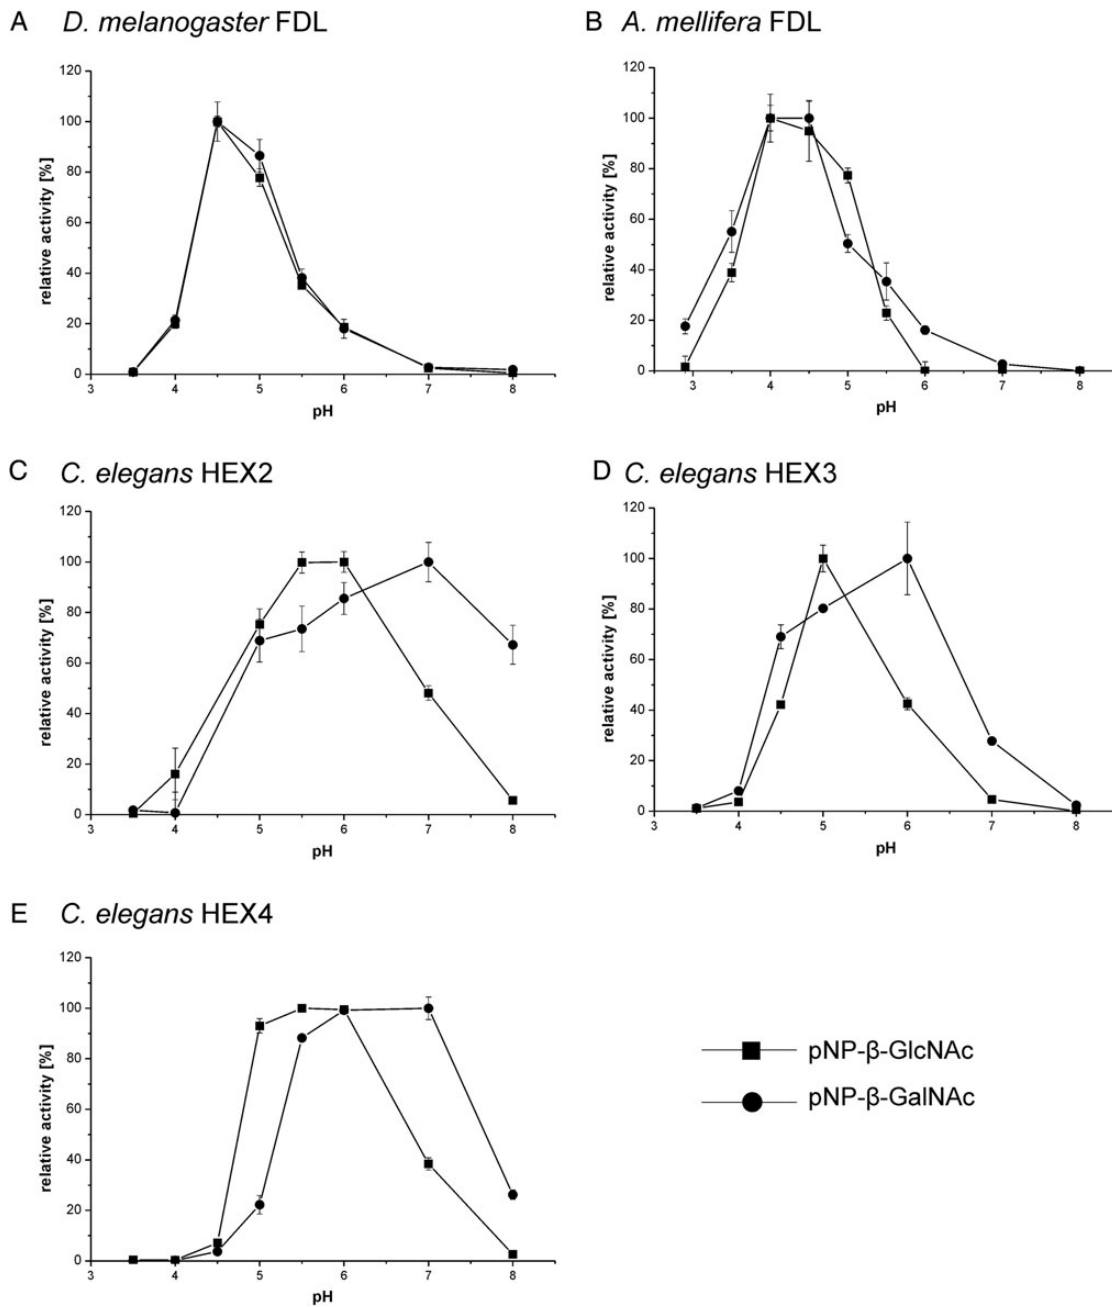 A D. melanogaster FDL
B A. mellifera FDL
120
100
80
60
40
20
0
relative activity [%]
3 4 5 6 7 8
pH
120
100
80
60
40
20
0
relative activity [%]
3 4 5 6 7 8
pH
C C. elegans HEX2
D C. elegans HEX3
120
100
80
60
40
20
0
relative activity [%]
3 4 5 6 7 8
pH
120
100
80
60
40
20
0
relative activity [%]
3 4 5 6 7 8
pH
E C. elegans HEX4
120
100
80
60
40
20
0
relative activity [%]
3 4 5 6 7 8
pH
pNP-β-GlcNAc
pNP-β-GalNAc